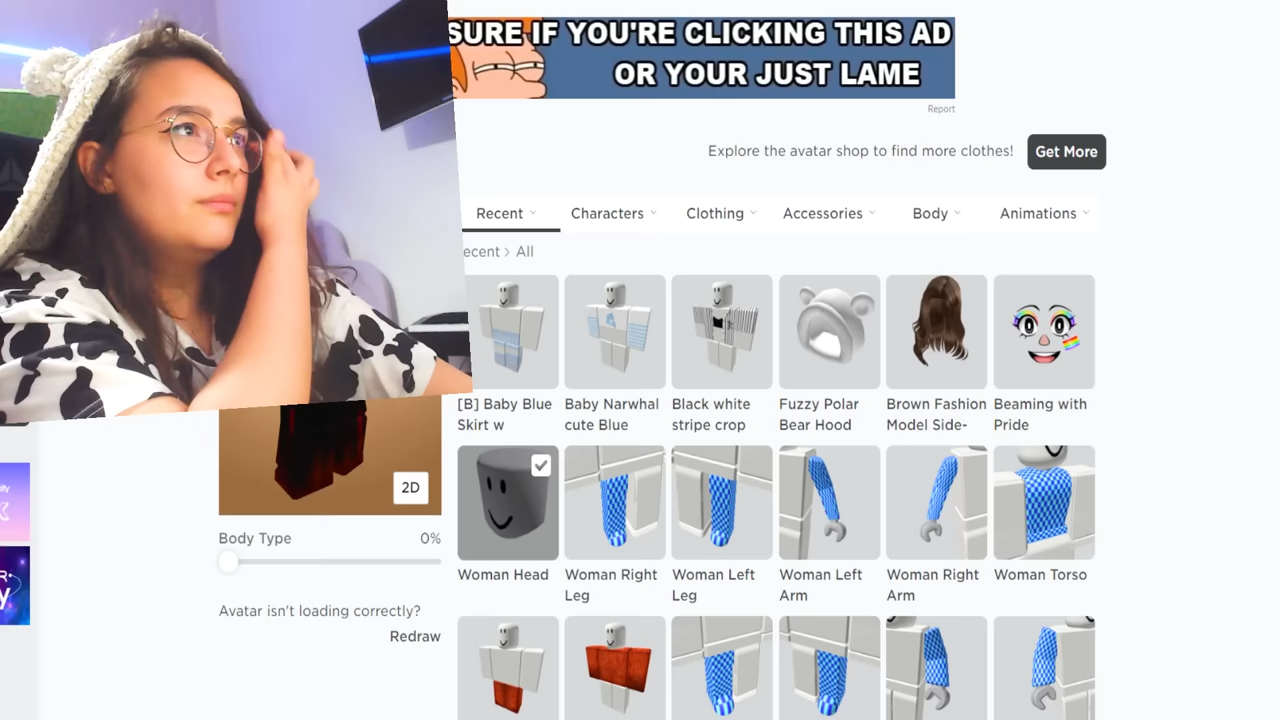 SURE IF YOU'RE CLICKING THIS AD
OR YOUR JUST LAME
Report
Explore the avatar shop to find more clothes!
Get More
Recent
Characters
Clothing
Accessories
Body
Animations
ecent > All
[B] Baby Blue
Skirt w
Baby Narwhal
cute Blue
Black white
stripe crop
Fuzzy Polar
Bear Hood
Brown Fashion
Model Side-
Beaming with
Pride
2D
Woman Head
Woman Right
Leg
Woman Left
Leg
Woman Left
Arm
Woman Right
Arm
Woman Torso
Body Type
0%
Avatar isn't loading correctly?
Redraw